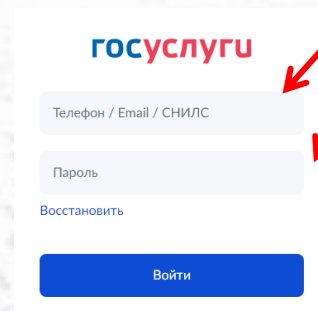 госуслуги
Телефон / Email / СНИЛС
Пароль
Восстановить
Войти